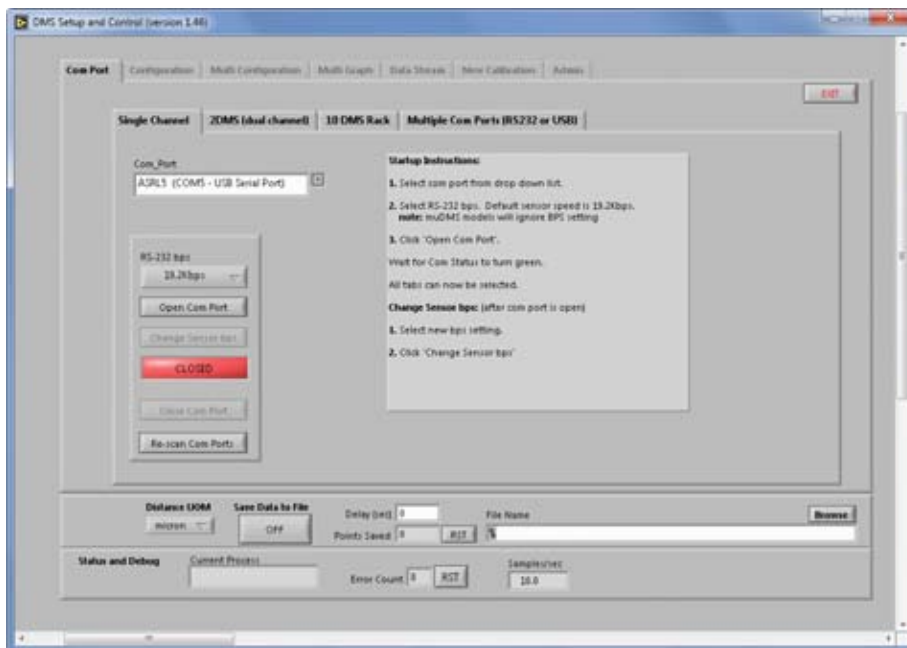 DMS Setup and Control (version 1.46)
Com Port Configuration Multi Configuration Multi Graph Data Stream New Calibration Admin
EXIT
Single Channel 2DMS (dual channel) 10 DMS Rack Multiple Com Ports (RS232 or USB)
Com_Port
ASRL5 (COM5 - USB Serial Port)
RS-232 bps
19.2Kbps
Open Com Port
Change Sensor bps
CLOSED
Close Com Port
Re-scan Com Ports
Startup Instructions:
1. Select com port from drop down list.
2. Select RS-232 bps. Default sensor speed is 19.2Kbps.
note: muDMS models will ignore BPS setting
3. Click 'Open Com Port'.
Wait for Com Status to turn green.
All tabs can now be selected.
Change Sensor bps: (after com port is open)
1. Select new bps setting.
2. Click 'Change Sensor bps'
Distance UOM
micron
Save Data to File
OFF
Delay (sec) 0
Points Saved 0 RST
File Name
Browse
Status and Debug
Current Process
Error Count 0 RST
Samples/sec
10.0